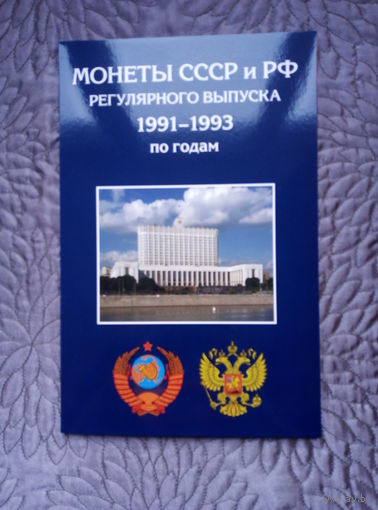 МОНЕТЫ СССР и РФ
РЕГУЛЯРНОГО ВЫПУСКА
1991–1993
по годам